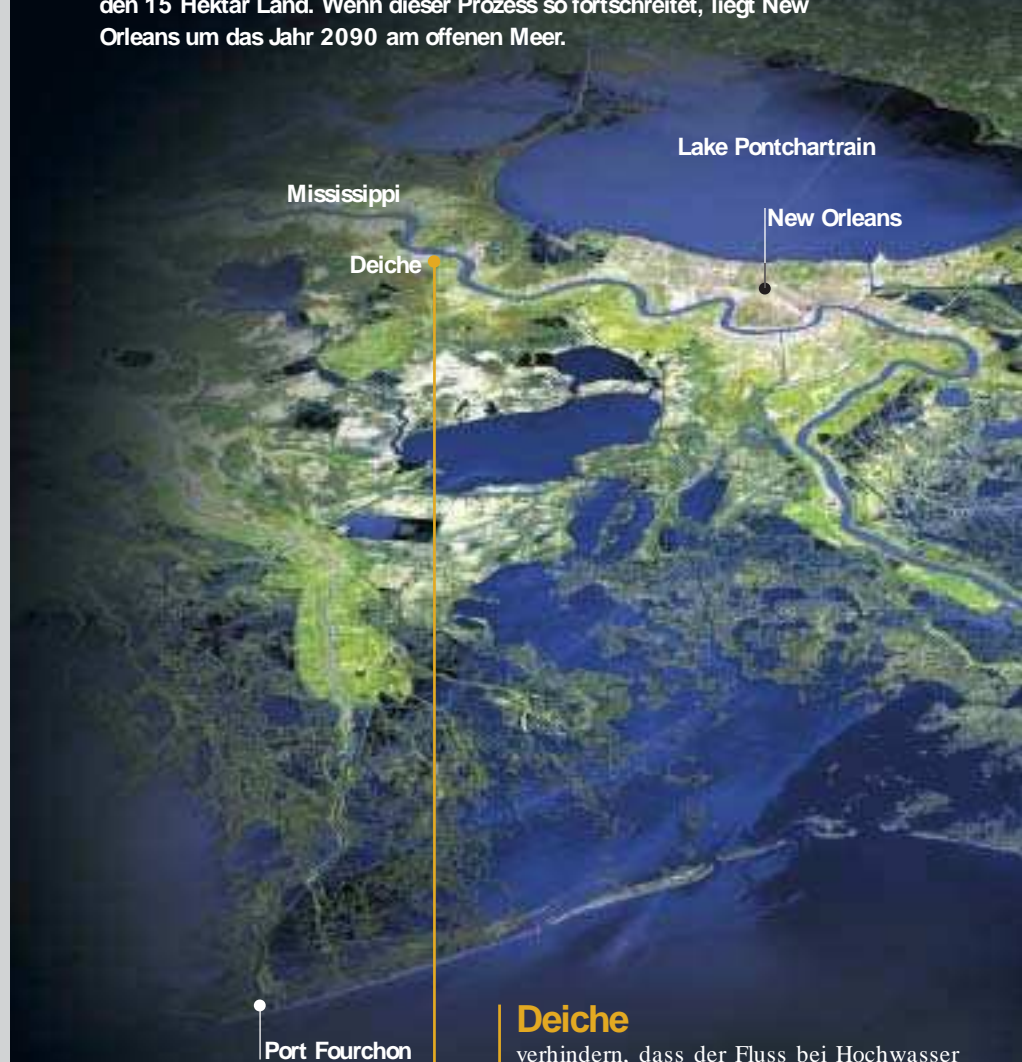 den 15 Hektar Land. Wenn dieser Prozess so fortschreitet, liegt New
Orleans um das Jahr 2090 am offenen Meer.
Lake Pontchartrain
Mississippi
New Orleans
Deiche
Port Fourchon
Deiche
verhindern, dass der Fluss bei Hochwasser